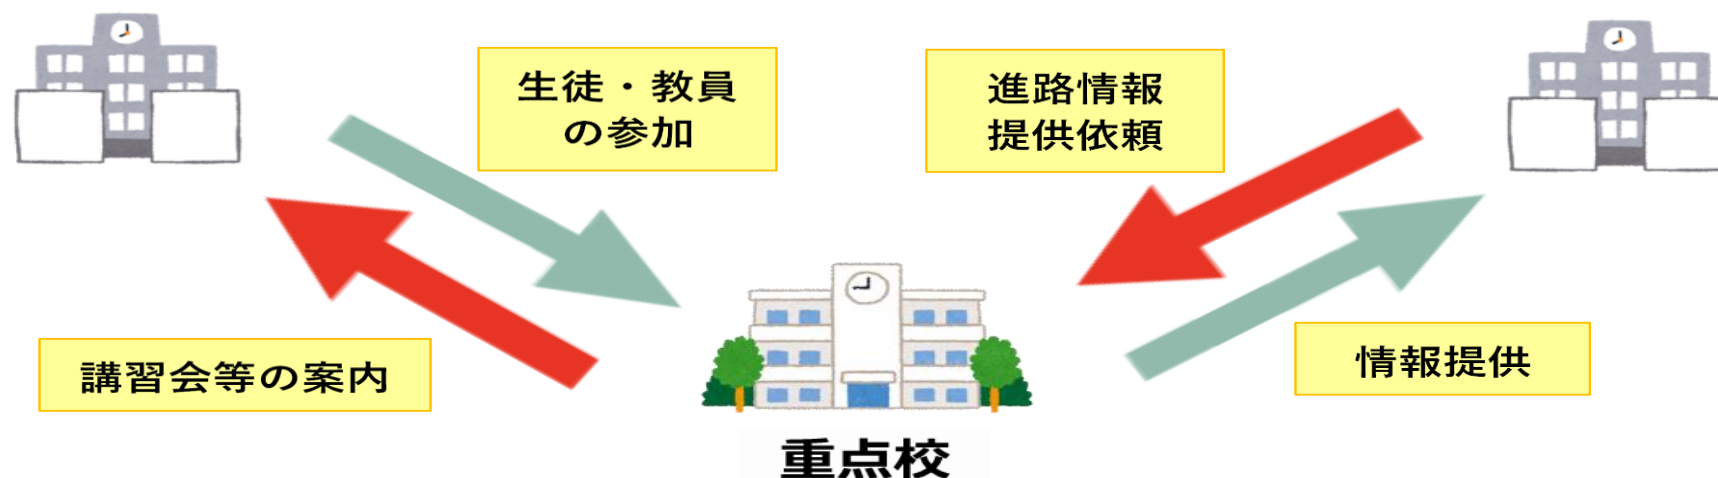 生徒・教員
の参加
進路情報
提供依頼
講習会等の案内
情報提供
重点校